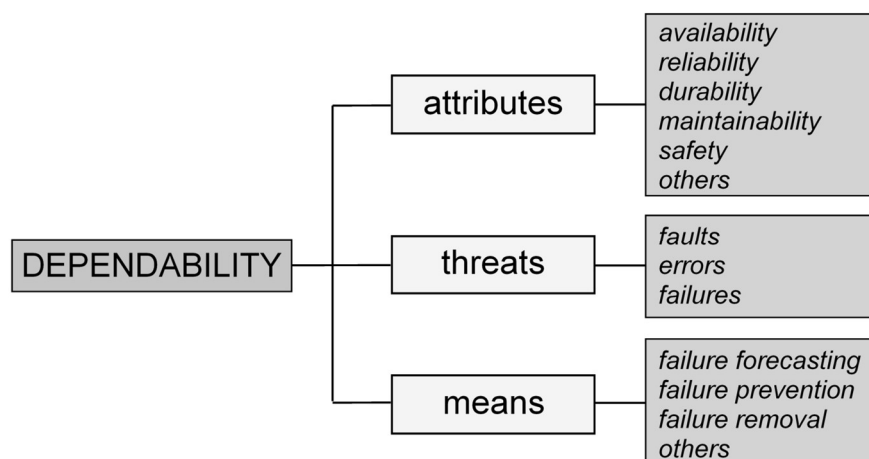 DEPENDABILITY
attributes
availability
reliability
durability
maintainability
safety
others
threats
faults
errors
failures
means
failure forecasting
failure prevention
failure removal
others